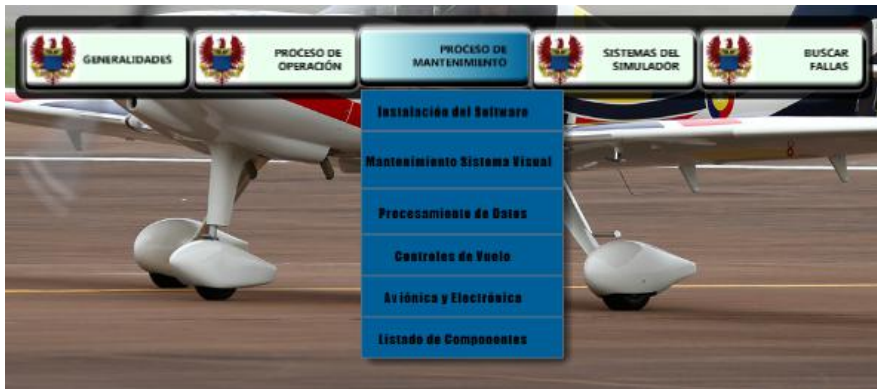 GENERALIDADES
PROCESO DE
OPERACIÓN
PROCESO DE
MANTENIMIENTO
SISTEMAS DEL
SIMULADOR
BUSCAR
FALLAS
Instalación del Software
Mantenimiento Sistema Visual
Procesamiento de Datos
Controles de Vuelo
Aviónica y Electrónica
Listado de Componentes